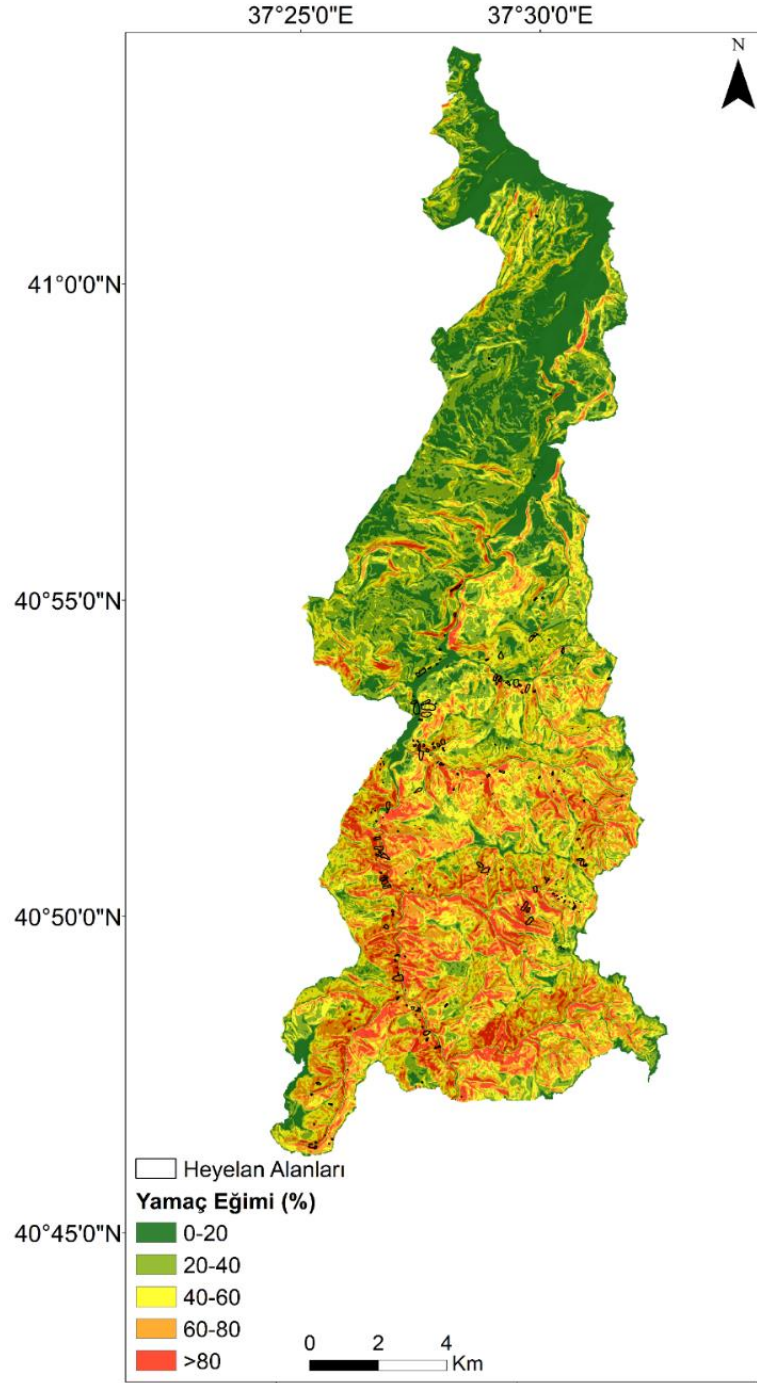 37°25'0"E 37°30'0"E
N
41°0'0"N
40°55'0"N
40°50'0"N
40°45'0"N
Heyelan Alanları
Yamaç Eğimi (%)
0-20
20-40
40-60
60-80
>80
0 2 4
Km